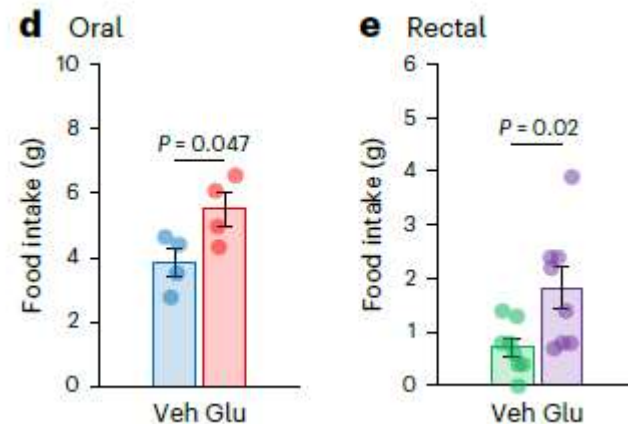 d Oral
10
8
6
4
2
0
Food intake (g)
P = 0.047
Veh Glu
e Rectal
6
5
4
3
2
1
0
Food intake (g)
P = 0.02
Veh Glu